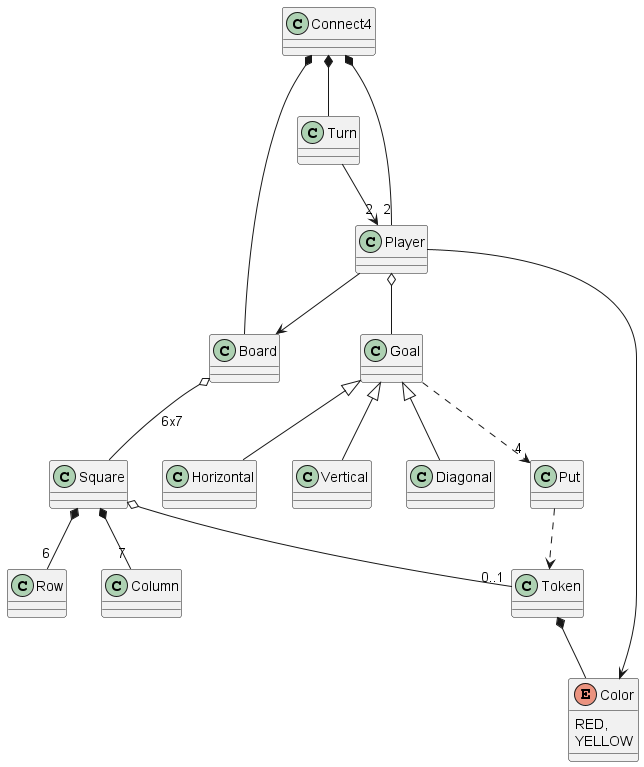 C Connect4
C Turn
2 2
C Player
C Board
C Goal
6x7
4
C Square
C Horizontal
C Vertical
C Diagonal
C Put
6
7
0..1
C Row
C Column
C Token
E Color
RED,
YELLOW